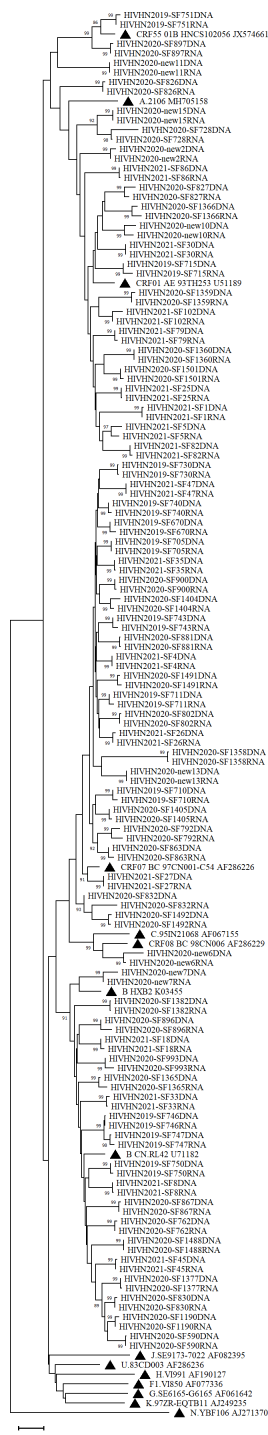 HIVHN2019-SF751DNA
HIVHN2019-SF751RNA
CRF55 01B HNCS102056 JX574661
HIVHN2020-SF897DNA
HIVHN2020-SF897RNA
HIVHN2020-new11DNA
HIVHN2020-new11RNA
HIVHN2020-SF826DNA
HIVHN2020-SF826RNA
A.2106 MH705158
HIVHN2020-new15DNA
HIVHN2020-new15RNA
HIVHN2020-SF728DNA
HIVHN2020-SF728RNA
HIVHN2020-new2DNA
HIVHN2020-new2RNA
HIVHN2021-SF86DNA
HIVHN2021-SF86RNA
HIVHN2020-SF827DNA
HIVHN2020-SF827RNA
HIVHN2020-SF1366DNA
HIVHN2020-SF1366RNA
HIVHN2020-new10DNA
HIVHN2020-new10RNA
HIVHN2021-SF30DNA
HIVHN2021-SF30RNA
HIVHN2019-SF715DNA
HIVHN2019-SF715RNA
CRF01 AE 93TH253 U51189
HIVHN2020-SF1359DNA
HIVHN2020-SF1359RNA
HIVHN2021-SF102DNA
HIVHN2021-SF102RNA
HIVHN2021-SF79DNA
HIVHN2021-SF79RNA
HIVHN2020-SF1360DNA
HIVHN2020-SF1360RNA
HIVHN2020-SF1501DNA
HIVHN2020-SF1501RNA
HIVHN2021-SF25DNA
HIVHN2021-SF25RNA
HIVHN2021-SF1DNA
HIVHN2021-SF1RNA
HIVHN2021-SF5DNA
HIVHN2021-SF5RNA
HIVHN2021-SF82DNA
HIVHN2021-SF82RNA
HIVHN2019-SF730DNA
HIVHN2019-SF730RNA
HIVHN2021-SF47DNA
HIVHN2021-SF47RNA
HIVHN2019-SF740DNA
HIVHN2019-SF740RNA
HIVHN2019-SF670DNA
HIVHN2019-SF670RNA
HIVHN2019-SF705DNA
HIVHN2019-SF705RNA
HIVHN2021-SF35DNA
HIVHN2021-SF35RNA
HIVHN2020-SF900DNA
HIVHN2020-SF900RNA
HIVHN2020-SF1404DNA
HIVHN2020-SF1404RNA
HIVHN2019-SF743DNA
HIVHN2019-SF743RNA
HIVHN2020-SF881DNA
HIVHN2020-SF881RNA
HIVHN2021-SF4DNA
HIVHN2021-SF4RNA
HIVHN2020-SF1491DNA
HIVHN2020-SF1491RNA
HIVHN2019-SF711DNA
HIVHN2019-SF711RNA
HIVHN2020-SF802DNA
HIVHN2020-SF802RNA
HIVHN2021-SF26DNA
HIVHN2021-SF26RNA
HIVHN2020-SF1358DNA
HIVHN2020-SF1358RNA
HIVHN2020-new13DNA
HIVHN2020-new13RNA
HIVHN2019-SF710DNA
HIVHN2019-SF710RNA
HIVHN2020-SF1405DNA
HIVHN2020-SF1405RNA
HIVHN2020-SF792DNA
HIVHN2020-SF792RNA
HIVHN2020-SF863DNA
HIVHN2020-SF863RNA
CRF07 BC 97CN001-C54 AF286226
HIVHN2021-SF27DNA
HIVHN2021-SF27RNA
HIVHN2020-SF832DNA
HIVHN2020-SF832RNA
HIVHN2020-SF1492DNA
HIVHN2020-SF1492RNA
C.95IN21068 AF067155
CRF08 BC 98CN006 AF286229
HIVHN2020-new6DNA
HIVHN2020-new6RNA
HIVHN2020-new7DNA
HIVHN2020-new7RNA
B HXB2 K03455
HIVHN2020-SF1382DNA
HIVHN2020-SF1382RNA
HIVHN2020-SF896DNA
HIVHN2020-SF896RNA
HIVHN2021-SF18DNA
HIVHN2021-SF18RNA
HIVHN2020-SF993DNA
HIVHN2020-SF993RNA
HIVHN2020-SF1365DNA
HIVHN2020-SF1365RNA
HIVHN2021-SF33DNA
HIVHN2021-SF33RNA
HIVHN2019-SF746DNA
HIVHN2019-SF746RNA
HIVHN2019-SF747DNA
HIVHN2019-SF747RNA
B CN.RL42 U71182
HIVHN2019-SF750DNA
HIVHN2019-SF750RNA
HIVHN2021-SF8DNA
HIVHN2021-SF8RNA
HIVHN2020-SF867DNA
HIVHN2020-SF867RNA
HIVHN2020-SF762DNA
HIVHN2020-SF762RNA
HIVHN2020-SF1488DNA
HIVHN2020-SF1488RNA
HIVHN2021-SF45DNA
HIVHN2021-SF45RNA
HIVHN2020-SF1377DNA
HIVHN2020-SF1377RNA
HIVHN2020-SF830DNA
HIVHN2020-SF830RNA
HIVHN2020-SF1190DNA
HIVHN2020-SF1190RNA
HIVHN2020-SF590DNA
HIVHN2020-SF590RNA
J.SE9173-7022 AF082395
U.83CD003 AF286236
H.VI991 AF190127
F1.VI850 AF077336
G.SE6165-G6165 AF061642
K.97ZR-EQTB11 AJ249235
N.YBF106 AJ271370